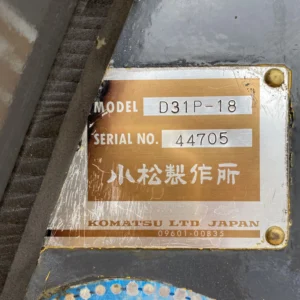 MODEL D31P-18
SERIAL NO. 44705
小松製作所
KOMATSU LTD JAPAN
09601-00835